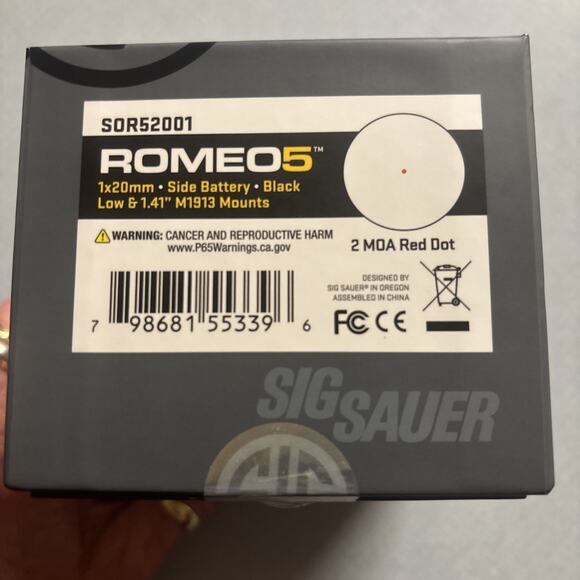 SOR52001
ROMEO5™
1x20mm • Side Battery • Black
Low & 1.41" M1913 Mounts
WARNING: CANCER AND REPRODUCTIVE HARM
www.P65Warnings.ca.gov
2 MOA Red Dot
DESIGNED BY
SIG SAUER® IN OREGON
ASSEMBLED IN CHINA
7 98681 55339 6
FC CE
SIG SAUER